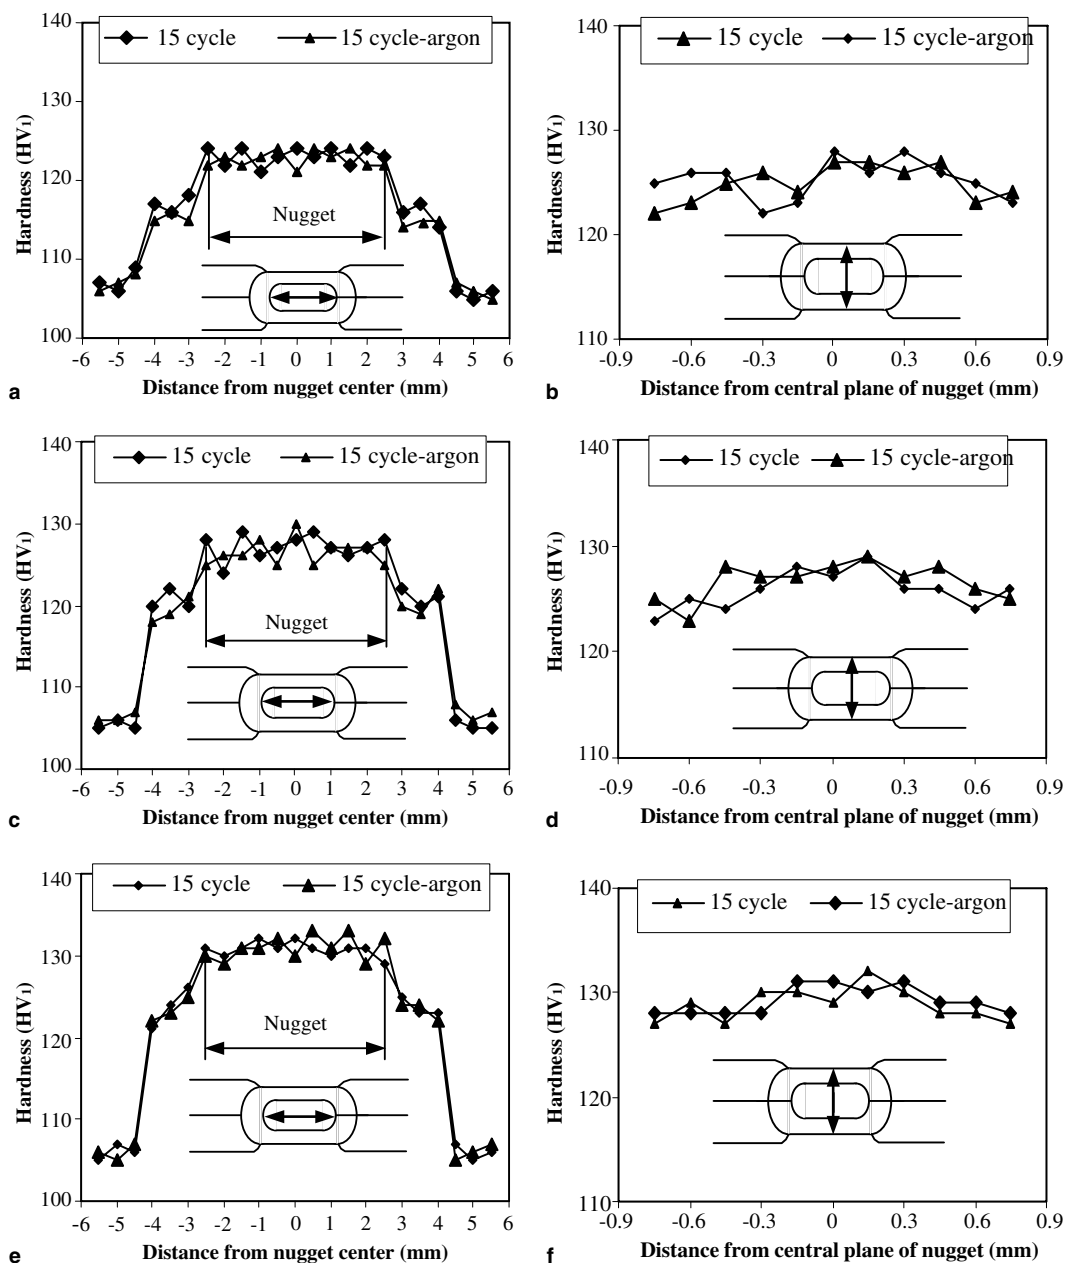 140
130
120
110
100
Hardness (HV1)
15 cycle
15 cycle-argon
Nugget
-6 -5 -4 -3 -2 -1 0 1 2 3 4 5 6
Distance from nugget center (mm)
a
140
130
120
110
Hardness (HV1)
15 cycle
15 cycle-argon
-0.9 -0.6 -0.3 0 0.3 0.6 0.9
Distance from central plane of nugget (mm)
b
140
130
120
110
100
Hardness (HV1)
15 cycle
15 cycle-argon
Nugget
-6 -5 -4 -3 -2 -1 0 1 2 3 4 5 6
Distance from nugget center (mm)
c
140
130
120
110
Hardness (HV1)
15 cycle
15 cycle-argon
-0.9 -0.6 -0.3 0 0.3 0.6 0.9
Distance from central plane of nugget (mm)
d
140
130
120
110
100
Hardness (HV1)
15 cycle
15 cycle-argon
Nugget
-6 -5 -4 -3 -2 -1 0 1 2 3 4 5 6
Distance from nugget center (mm)
e
140
130
120
110
Hardness (HV1)
15 cycle
15 cycle-argon
-0.9 -0.6 -0.3 0 0.3 0.6 0.9
Distance from central plane of nugget (mm)
f